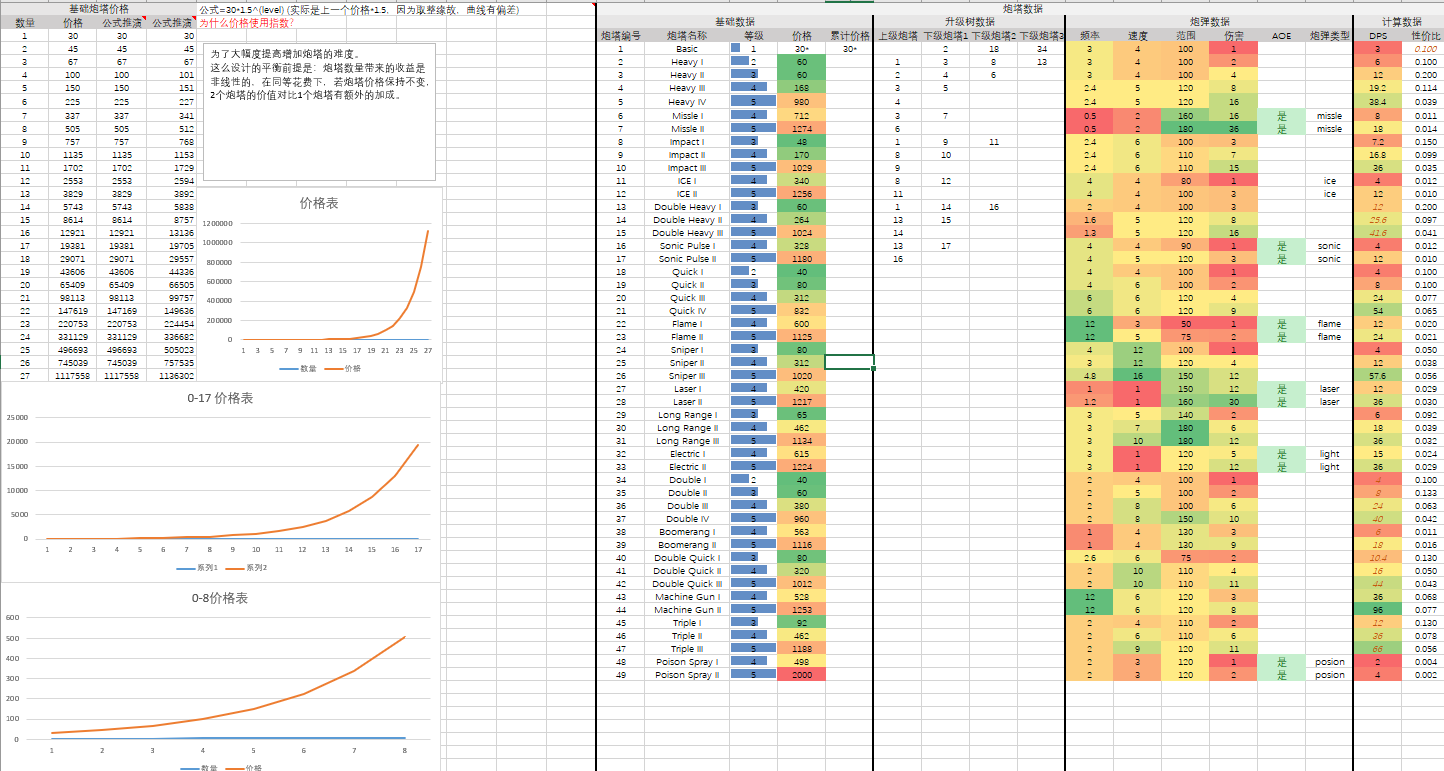 基础炮塔价格
公式=30*1.5^(level) (实际是上一个价格*1.5，因为取整缘故，曲线有偏差)
数量 价格 公式推演 公式推演 为什么价格使用指数?
1 30 30 30
2 45 45 45
3 67 67 67
4 100 100 101
5 150 150 151
6 225 225 227
7 337 337 341
8 505 505 512
9 757 757 768
10 1135 1135 1153
11 1702 1702 1729
12 2553 2553 2594
13 3829 3829 3892
14 5743 5743 5838
15 8614 8614 8757
16 12921 12921 13136
17 19381 19381 19705
18 29071 29071 29557
19 43606 43606 44336
20 65409 65409 66505
21 98113 98113 99757
22 147619 147169 149636
23 220753 220753 224454
24 331129 331129 336682
25 496693 496693 505023
26 745039 745039 757535
27 1117558 1117558 1136302
为了大幅度提高增加炮塔的难度。
这么设计的平衡前提是：炮塔数量带来的收益是
非线性的，在同等花费下，若炮塔价格保持不变，
2个炮塔的价值对比1个炮塔有额外的加成。
价格表
1200000
1000000
800000
600000
400000
200000
0
1 3 5 7 9 11 13 15 17 19 21 23 25 27
数量 价格
0-17 价格表
25000
20000
15000
10000
5000
0
1 2 3 4 5 6 7 8 9 10 11 12 13 14 15 16 17
系列1 系列2
0-8价格表
600
500
400
300
200
100
0
1 2 3 4 5 6 7 8
数量 价格
炮塔数据
基础数据 升级树数据 炮弹数据 计算数据
炮塔编号 炮塔名称 等级 价格 累计价格 上级炮塔 下级炮塔1 下级炮塔2 下级炮塔3 频率 速度 范围 伤害 AOE 炮弹类型 DPS 性价比
1 Basic 1 30* 30* 2 18 34 3 4 100 1 3 0.100
2 Heavy I 2 60 1 3 8 13 3 4 100 2 6 0.100
3 Heavy II 3 60 2 4 6 3 4 100 4 12 0.200
4 Heavy III 4 168 3 5 2.4 5 120 8 19.2 0.114
5 Heavy IV 5 980 4 2.4 5 120 16 38.4 0.039
6 Missle I 4 712 3 7 0.5 2 160 16 是 missle 8 0.011
7 Missle II 5 1274 6 0.5 2 180 36 是 missle 18 0.014
8 Impact I 3 48 1 9 11 2.4 6 100 3 7.2 0.150
9 Impact II 4 170 8 10 2.4 6 110 7 16.8 0.099
10 Impact III 5 1029 9 2.4 6 110 15 36 0.035
11 ICE I 4 340 8 12 4 4 80 1 ice 4 0.012
12 ICE II 5 1256 11 4 4 100 3 ice 12 0.010
13 Double Heavy I 3 60 1 14 16 2 4 100 3 12 0.200
14 Double Heavy II 4 264 13 15 1.6 5 120 8 25.6 0.097
15 Double Heavy III 5 1024 14 1.3 5 120 16 41.6 0.041
16 Sonic Pulse I 4 328 13 17 4 4 90 1 是 sonic 4 0.012
17 Sonic Pulse II 5 1180 16 4 5 120 3 是 sonic 12 0.010
18 Quick I 2 40 4 4 100 1 4 0.100
19 Quick II 3 80 4 6 100 2 8 0.100
20 Quick III 4 312 6 6 120 4 24 0.077
21 Quick IV 5 832 6 6 120 9 54 0.065
22 Flame I 4 600 12 3 50 1 是 flame 12 0.020
23 Flame II 5 1125 12 5 75 2 是 flame 24 0.021
24 Sniper I 3 80 4 12 100 1 4 0.050
25 Sniper II 4 312 3 12 120 4 12 0.038
26 Sniper III 5 1020 4.8 16 150 12 57.6 0.056
27 Laser I 4 420 1 1 150 12 是 laser 12 0.029
28 Laser II 5 1217 1.2 1 160 30 是 laser 36 0.030
29 Long Range I 3 65 3 5 140 2 6 0.092
30 Long Range II 4 462 3 7 180 6 18 0.039
31 Long Range III 5 1134 3 10 180 12 36 0.032
32 Electric I 4 615 3 1 120 5 是 light 15 0.024
33 Electric II 5 1224 3 1 120 12 是 light 36 0.029
34 Double I 2 40 2 4 100 1 4 0.100
35 Double II 3 60 2 5 100 2 8 0.133
36 Double III 4 380 2 8 100 6 24 0.063
37 Double IV 5 960 2 8 150 10 40 0.042
38 Boomerang I 4 563 1 4 130 3 6 0.011
39 Boomerang II 5 1116 1 4 130 9 18 0.016
40 Double Quick I 3 80 2.6 6 75 2 10.4 0.130
41 Double Quick II 4 320 2 10 110 4 16 0.050
42 Double Quick III 5 1012 2 10 110 11 44 0.043
43 Machine Gun I 4 528 12 6 120 3 36 0.068
44 Machine Gun II 5 1253 12 6 120 8 96 0.077
45 Triple I 3 92 2 4 110 2 12 0.130
46 Triple II 4 462 2 6 110 6 36 0.078
47 Triple III 5 1188 2 9 120 11 66 0.056
48 Poison Spray I 4 498 2 3 120 1 是 posion 2 0.004
49 Poison Spray II 5 2000 2 3 120 2 是 posion 4 0.002